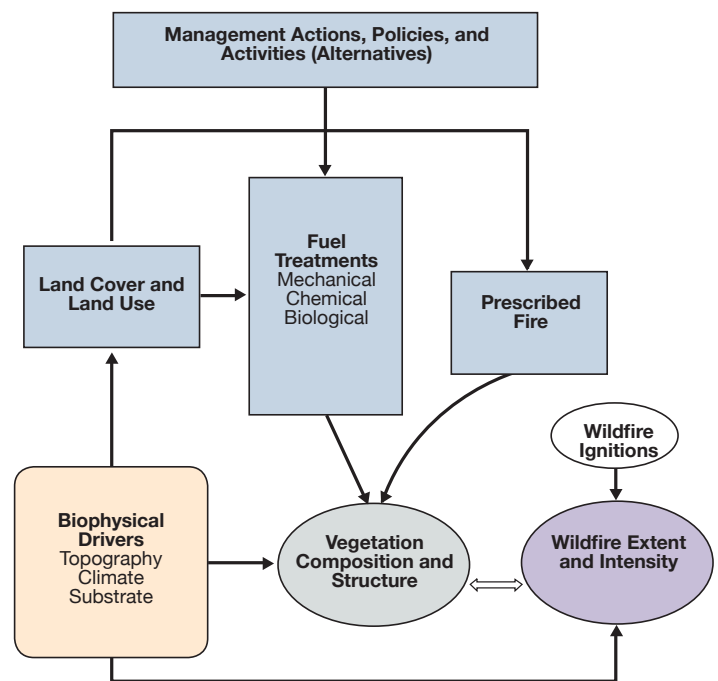 Management Actions, Policies, and
Activities (Alternatives)
Land Cover and
Land Use
Fuel
Treatments
Mechanical
Chemical
Biological
Prescribed
Fire
Wildfire
Ignitions
Biophysical
Drivers
Topography
Climate
Substrate
Vegetation
Composition and
Structure
Wildfire Extent
and Intensity